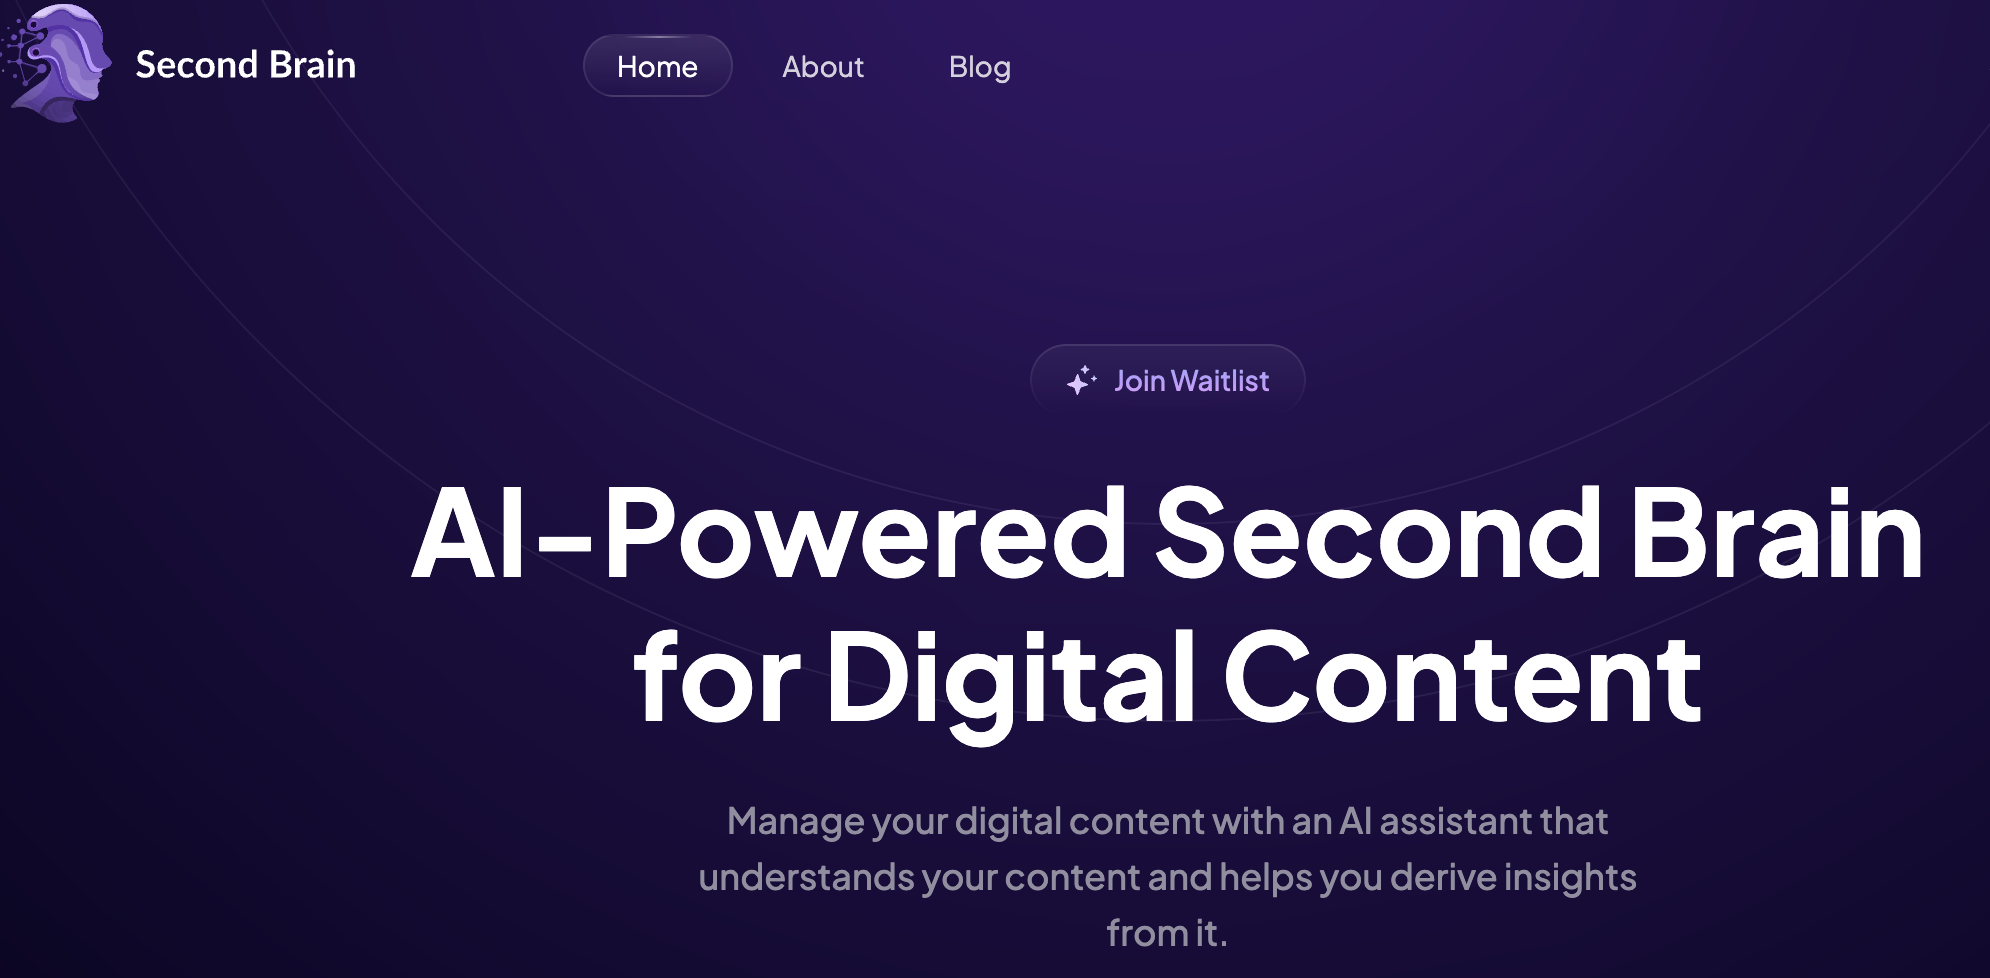 Second Brain
Home
About
Blog
Join Waitlist
AI-Powered Second Brain
for Digital Content
Manage your digital content with an AI assistant that
understands your content and helps you derive insights
from it.